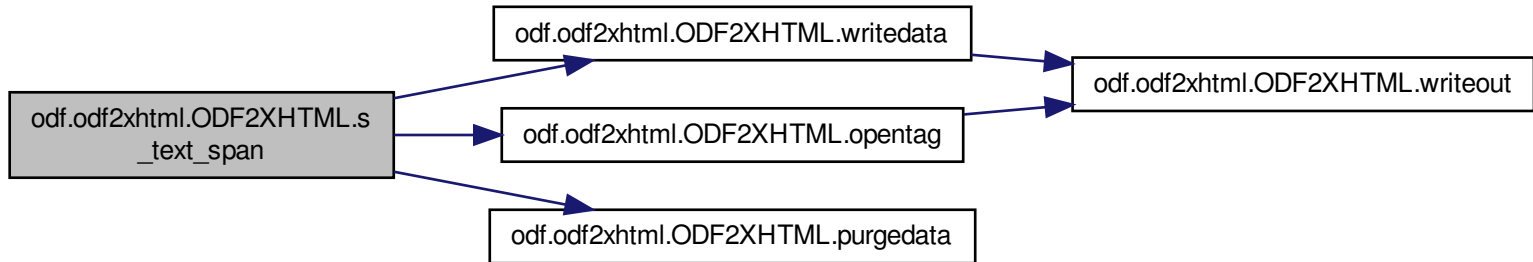 odf.odf2xhtml.ODF2XHTML.s
_text_span
odf.odf2xhtml.ODF2XHTML.writedata
odf.odf2xhtml.ODF2XHTML.opentag
odf.odf2xhtml.ODF2XHTML.purgedata
odf.odf2xhtml.ODF2XHTML.writeout